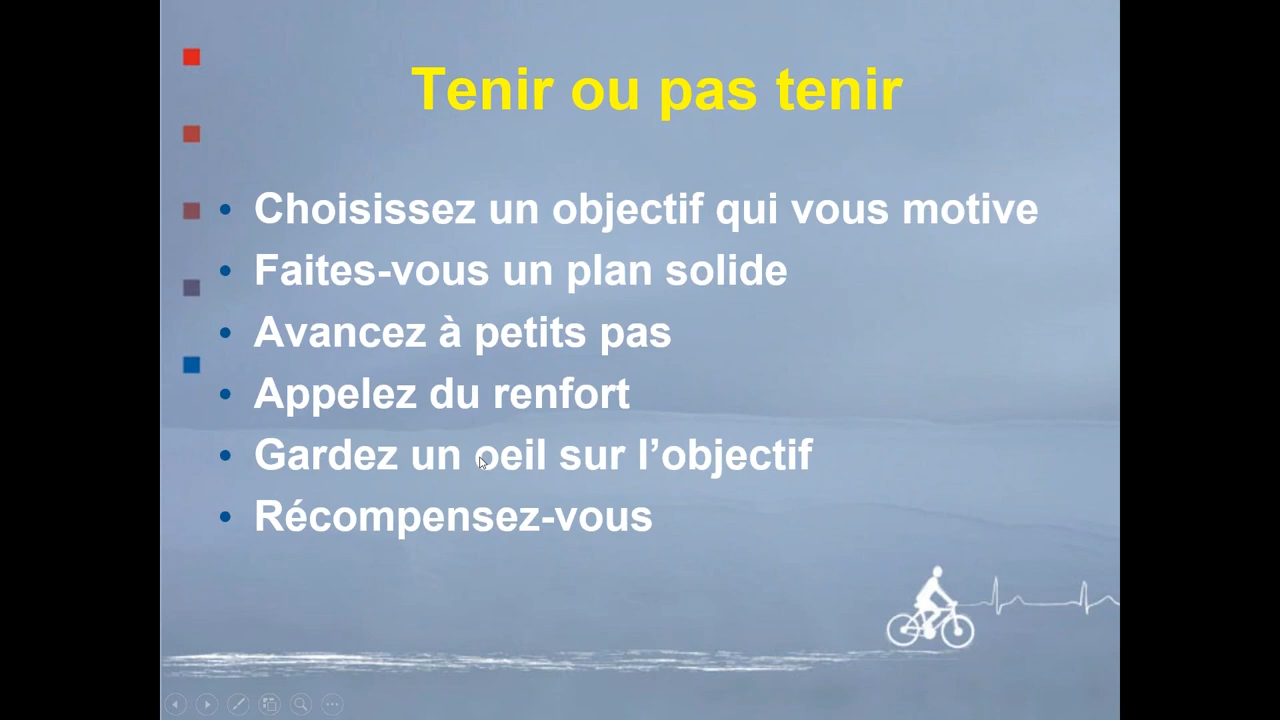 Tenir ou pas tenir
• Choisissez un objectif qui vous motive
• Faites-vous un plan solide
• Avancez à petits pas
• Appelez du renfort
• Gardez un oeil sur l’objectif
• Récompensez-vous